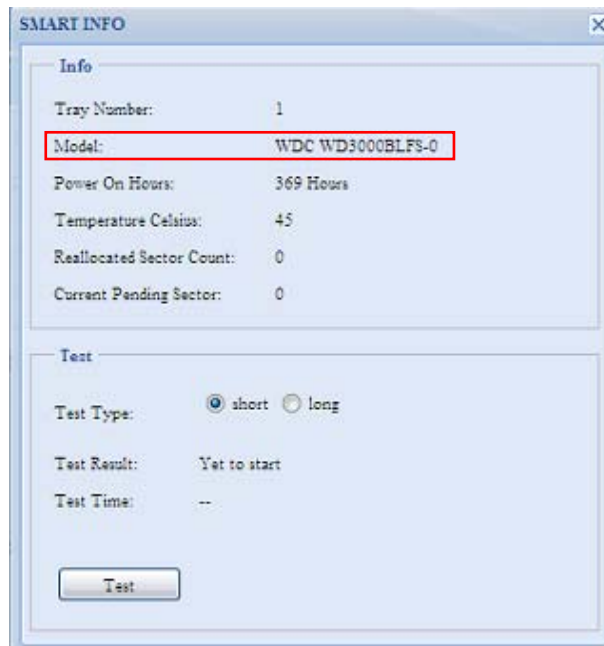 SMART INFO
Info
Tray Number: 1
Model: WDC WD3000BLFS-0
Power On Hours: 369 Hours
Temperature Celsius: 45
Reallocated Sector Count: 0
Current Pending Sector: 0
Test
Test Type: short long
Test Result: Yet to start
Test Time: --
Test